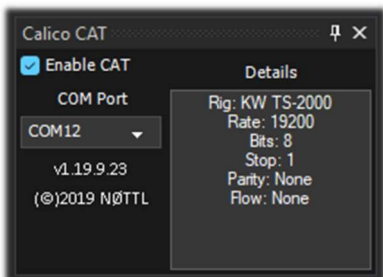 Calico CAT
Enable CAT
COM Port
COM12
v1.19.9.23
(©)2019 NØTTL
Details
Rig: KW TS-2000
Rate: 19200
Bits: 8
Stop: 1
Parity: None
Flow: None